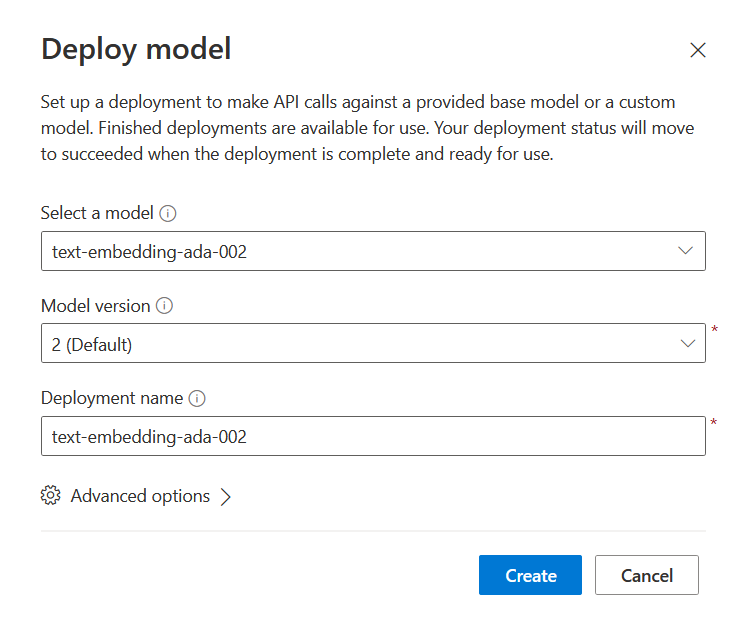 Deploy model
Set up a deployment to make API calls against a provided base model or a custom
model. Finished deployments are available for use. Your deployment status will move
to succeeded when the deployment is complete and ready for use.
Select a model
text-embedding-ada-002
Model version
*
2 (Default)
Deployment name
*
text-embedding-ada-002
Advanced options
Create
Cancel